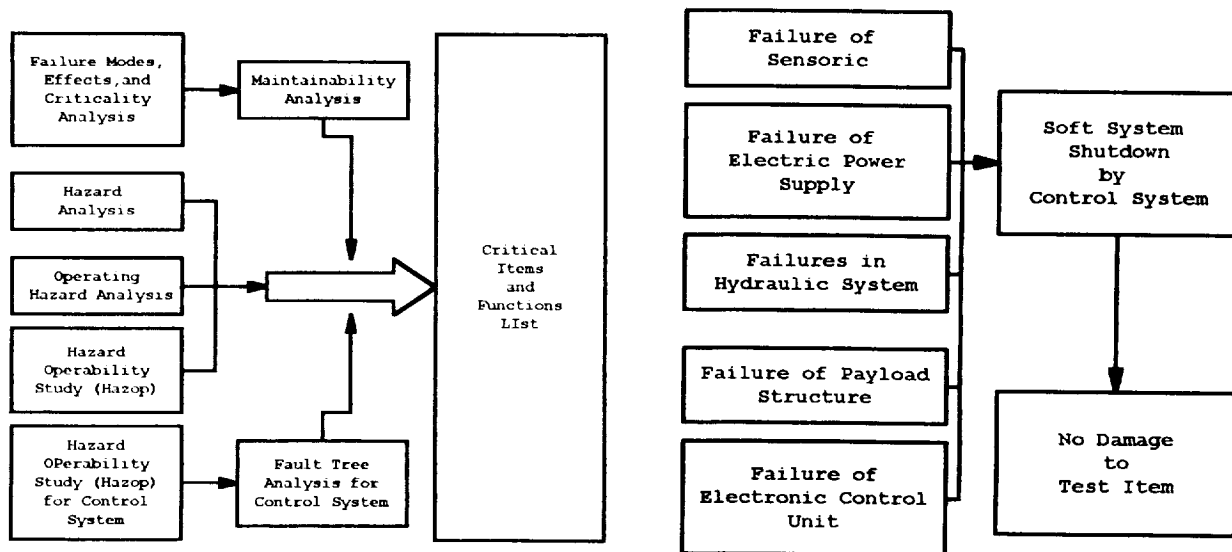 Failure Modes,
Effects,and
Criticality
Analysis
Maintainability
Analysis
Hazard
Analysis
Operating
Hazard Analysis
Hazard
Operability
Study (Hazop)
Hazard
OPerability
Study (Hazop)
for Control
System
Fault Tree
Analysis for
Control System
Critical
Items
and
Functions
LIst
Failure of
Sensoric
Failure of
Electric Power
Supply
Failures in
Hydraulic System
Failure of Payload
Structure
Failure of
Electronic Control
Unit
Soft System
Shutdown
by
Control System
No Damage
to
Test Item